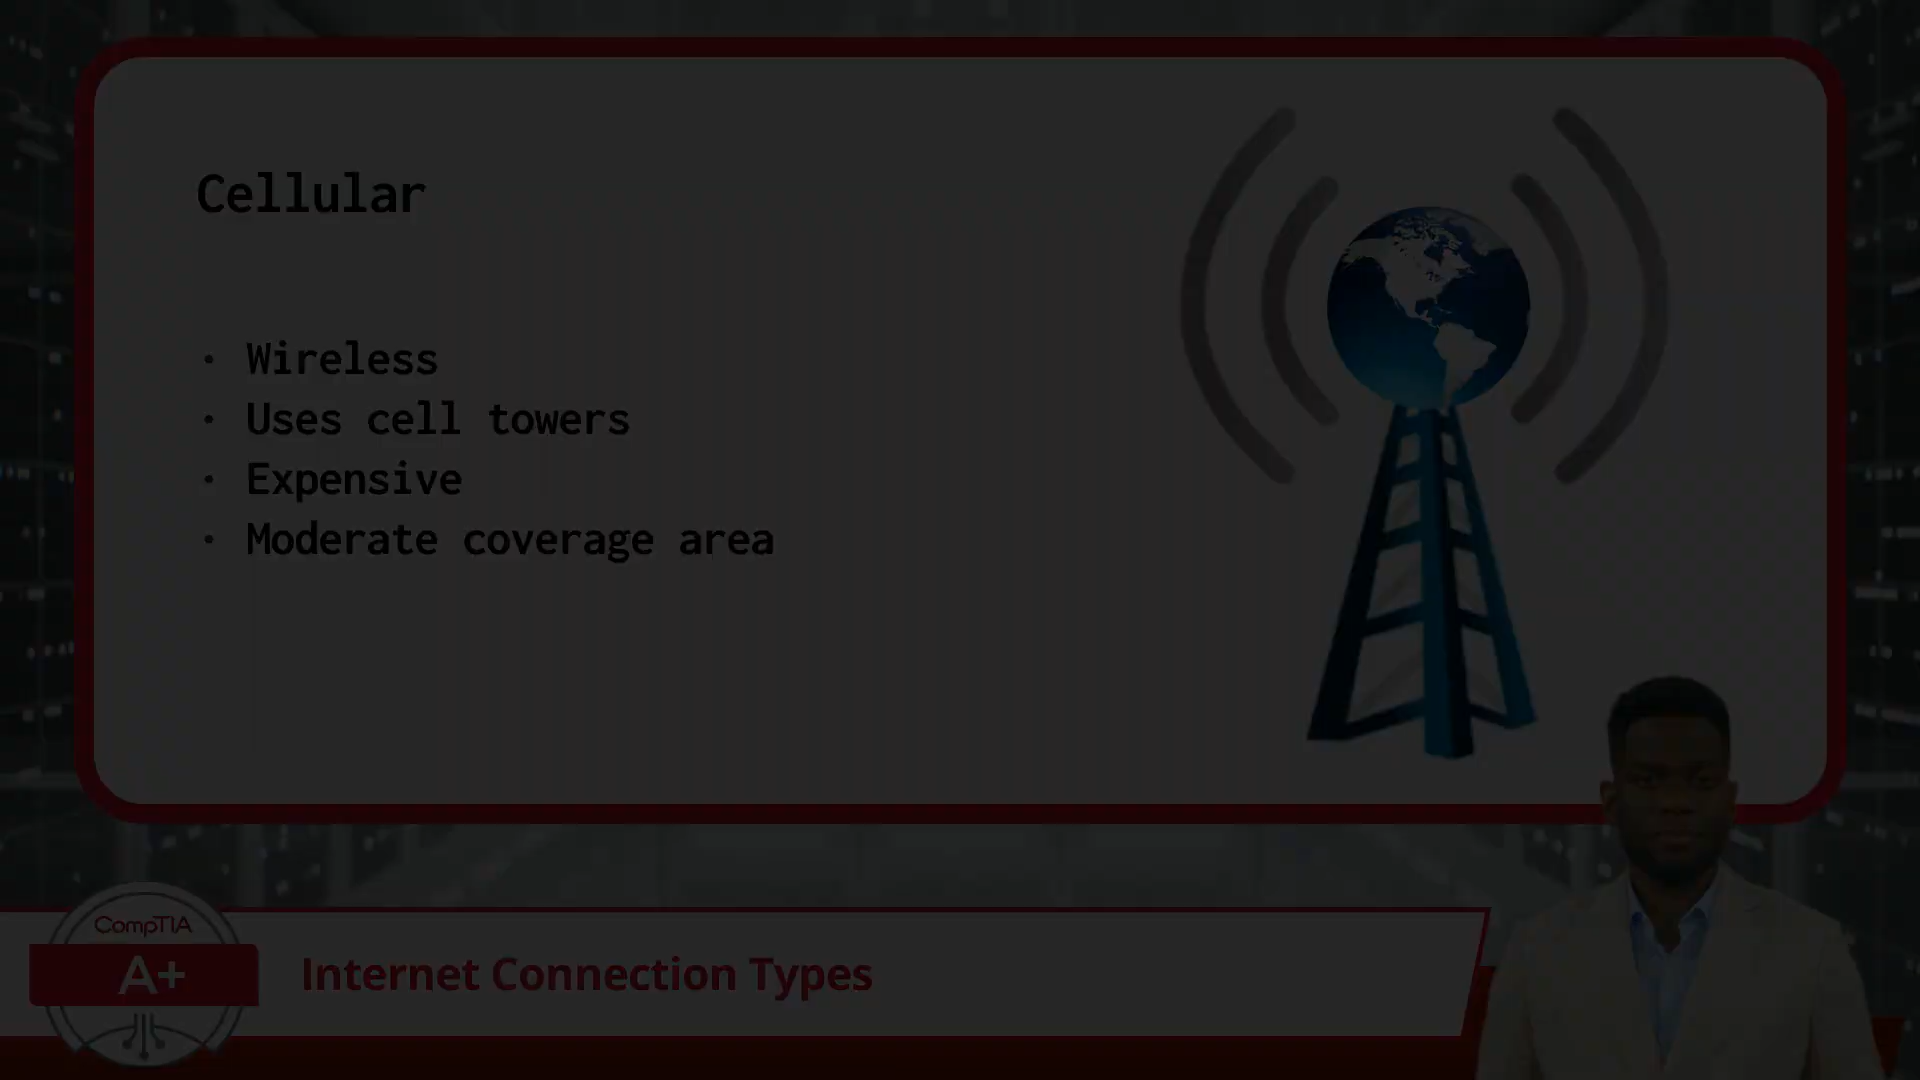 Cellular
• Wireless
• Uses cell towers
• Expensive
• Moderate coverage area
CompTIA
A+
Internet Connection Types